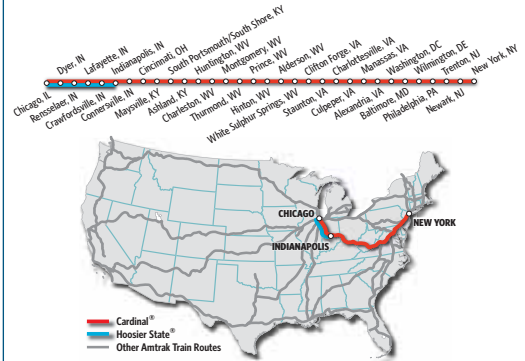 Chicago, IL
Dyer, IN
Rensselaer, IN
LaFayette, IN
Crawfordsville, IN
Indianapolis, IN
Connersville, IN
Cincinnati, OH
Maysville, KY
South Portsmouth/South Shore, KY
Ashland, KY
Huntington, WV
Charleston, WV
Montgomery, WV
Thurmond, WV
Prince, WV
Hinton, WV
Alderson, WV
White Sulphur Springs, WV
Clifton Forge, VA
Staunton, VA
Charlottesville, VA
Culpeper, VA
Manassas, VA
Alexandria, VA
Washington, DC
Baltimore, MD
Wilmington, DE
Philadelphia, PA
Trenton, NJ
Newark, NJ
New York, NY
CHICAGO
NEW YORK
INDIANAPOLIS
Cardinal®
Hoosier State®
Other Amtrak Train Routes